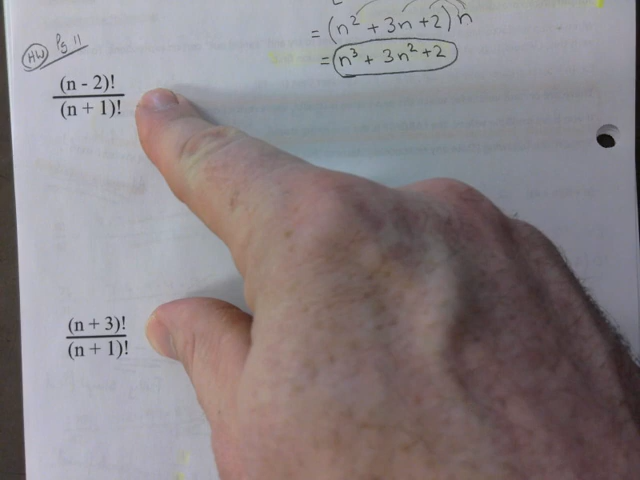 = (n² + 3n + 2) n
= n³ + 3n² + 2
HW Pg 11
(n - 2)!
(n + 1)!
(n + 3)!
(n + 1)!